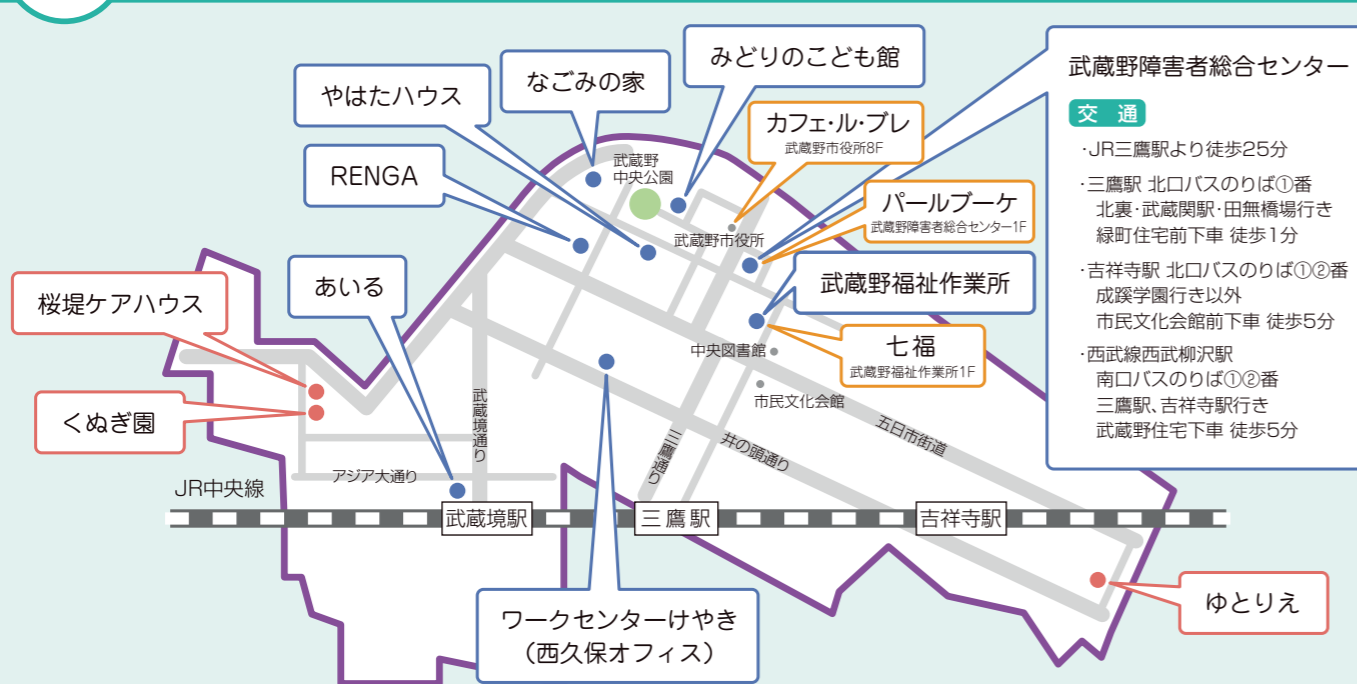 みどりのこども館
なごみの家
やはたハウス
RENGA
カフェ・ル・ブレ
武蔵野市役所8F
武蔵野
中央公園
パールブーケ
武蔵野障害者総合センター1F
武蔵野市役所
武蔵野福祉作業所
あいる
桜堤ケアハウス
七福
武蔵野福祉作業所1F
中央図書館
市民文化会館
くぬぎ園
武蔵境通り
三鷹通り
井の頭通り
五日市街道
アジア大通り
JR中央線
武蔵境駅
三鷹駅
吉祥寺駅
ゆとりえ
ワークセンターけやき
（西久保オフィス）
武蔵野障害者総合センター
交 通
・JR三鷹駅より徒歩25分
・三鷹駅 北口バスのりば①番
北裏・武蔵関駅・田無橋場行き
緑町住宅前下車 徒歩1分
・吉祥寺駅 北口バスのりば①②番
成蹊学園行き以外
市民文化会館前下車 徒歩5分
・西武線西武柳沢駅
南口バスのりば①②番
三鷹駅、吉祥寺駅行き
武蔵野住宅下車 徒歩5分